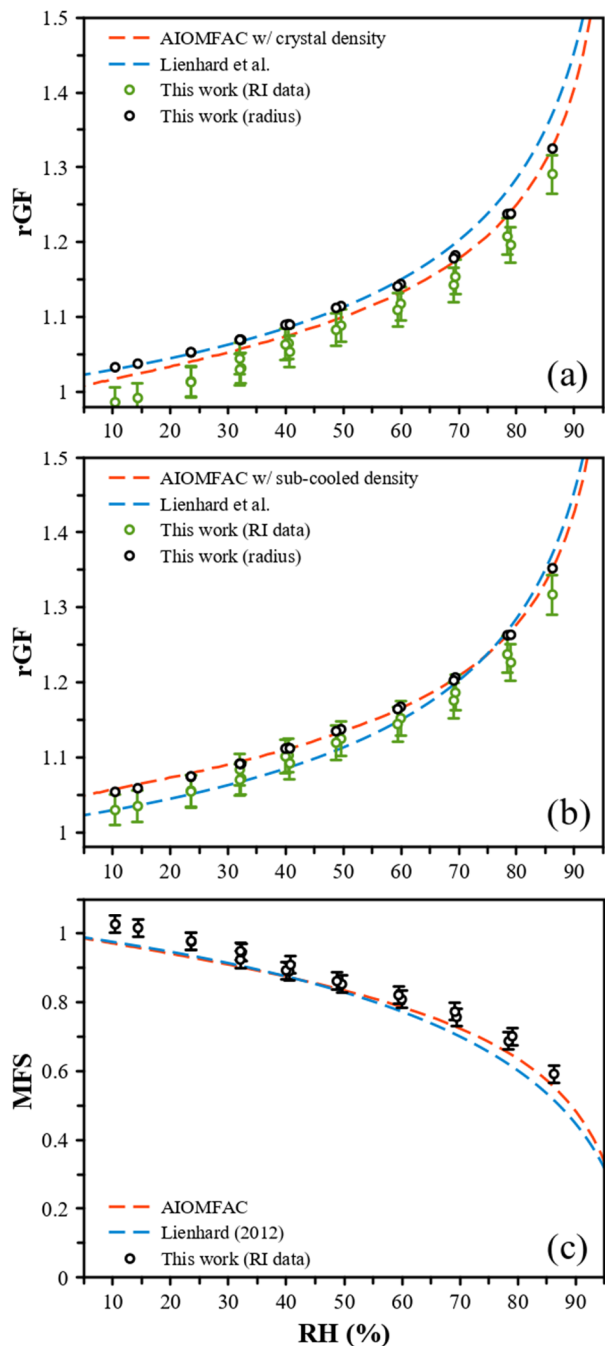 1.5
AIOMFAC w/ crystal density
Lienhard et al.
This work (RI data)
1.4
This work (radius)
1.3
rGF
1.2
1.1
1
(a)
10 20 30 40 50 60 70 80 90
1.5
AIOMFAC w/ sub-cooled density
Lienhard et al.
This work (RI data)
1.4
This work (radius)
1.3
rGF
1.2
1.1
1
(b)
10 20 30 40 50 60 70 80 90
1
0.8
0.6
MFS
0.4
0.2
AIOMFAC
Lienhard (2012)
This work (RI data)
(c)
0
10 20 30 40 50 60 70 80 90
RH (%)